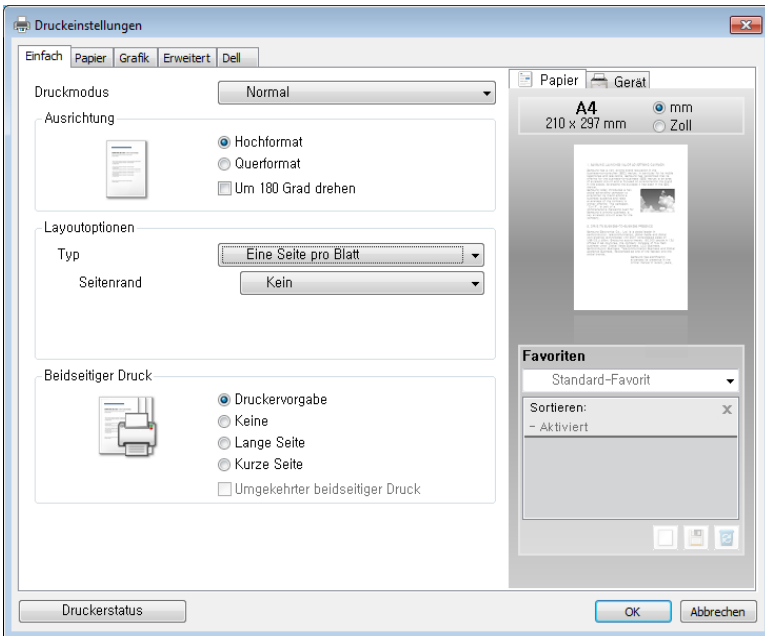 Druckeinstellungen
Einfach Papier Grafik Erweitert Dell
Druckmodus Normal
Ausrichtung
Hochformat
Querformat
Um 180 Grad drehen
Layoutoptionen
Typ Eine Seite pro Blatt
Seitenrand Kein
Beidseitiger Druck
Druckervorgabe
Keine
Lange Seite
Kurze Seite
Umgekehrter beidseitiger Druck
Papier Gerät
A4
210 x 297 mm
mm
Zoll
Favoriten
Standard-Favorit
Sortieren:
- Aktiviert
Druckerstatus OK Abbrechen